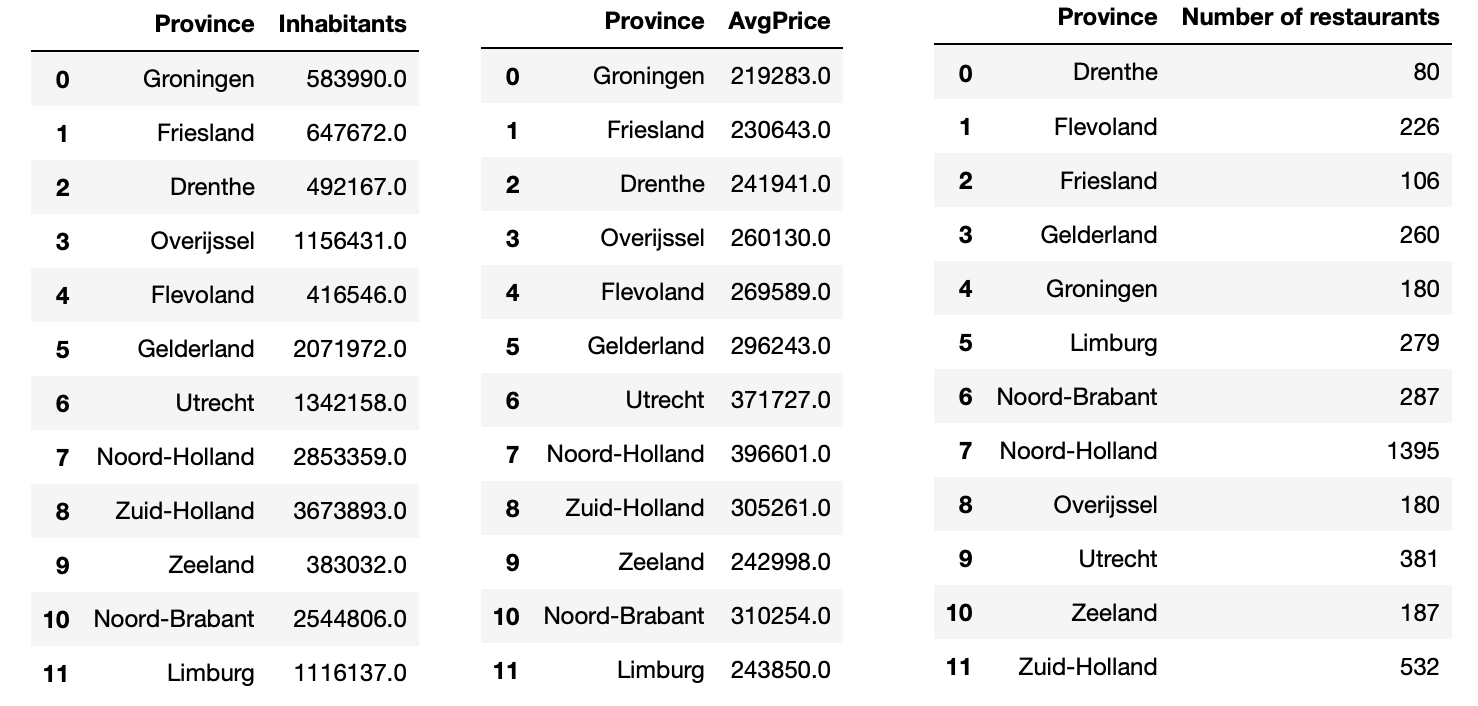 Province Inhabitants
0 Groningen 583990.0
1 Friesland 647672.0
2 Drenthe 492167.0
3 Overijssel 1156431.0
4 Flevoland 416546.0
5 Gelderland 2071972.0
6 Utrecht 1342158.0
7 Noord-Holland 2853359.0
8 Zuid-Holland 3673893.0
9 Zeeland 383032.0
10 Noord-Brabant 2544806.0
11 Limburg 1116137.0
Province AvgPrice
0 Groningen 219283.0
1 Friesland 230643.0
2 Drenthe 241941.0
3 Overijssel 260130.0
4 Flevoland 269589.0
5 Gelderland 296243.0
6 Utrecht 371727.0
7 Noord-Holland 396601.0
8 Zuid-Holland 305261.0
9 Zeeland 242998.0
10 Noord-Brabant 310254.0
11 Limburg 243850.0
Province Number of restaurants
0 Drenthe 80
1 Flevoland 226
2 Friesland 106
3 Gelderland 260
4 Groningen 180
5 Limburg 279
6 Noord-Brabant 287
7 Noord-Holland 1395
8 Overijssel 180
9 Utrecht 381
10 Zeeland 187
11 Zuid-Holland 532